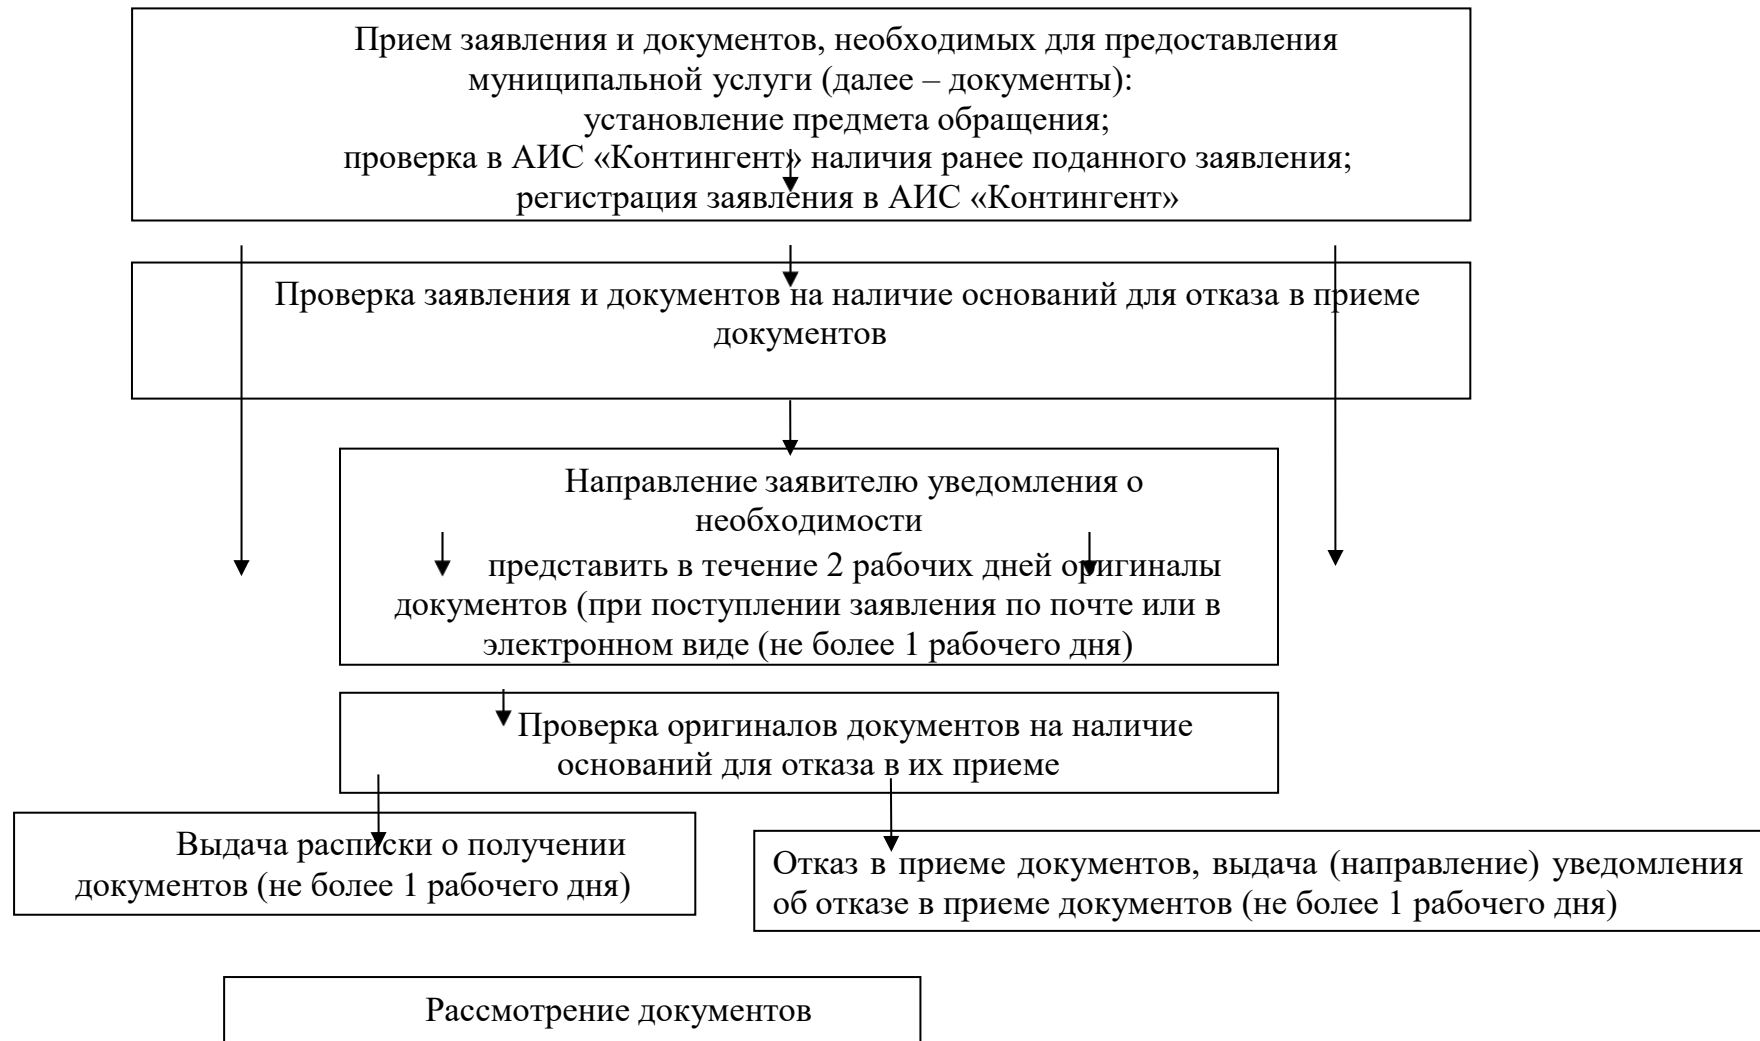 Прием заявления и документов, необходимых для предоставления
муниципальной услуги (далее – документы):
установление предмета обращения;
проверка в АИС «Контингент» наличия ранее поданного заявления;
регистрация заявления в АИС «Контингент»
Проверка заявления и документов на наличие оснований для отказа в приеме
документов
Направление заявителю уведомления о
необходимости
представить в течение 2 рабочих дней оригиналы
документов (при поступлении заявления по почте или в
электронном виде (не более 1 рабочего дня)
Проверка оригиналов документов на наличие
оснований для отказа в их приеме
Выдача расписки о получении
документов (не более 1 рабочего дня)
Отказ в приеме документов, выдача (направление) уведомления
об отказе в приеме документов (не более 1 рабочего дня)
Рассмотрение документов